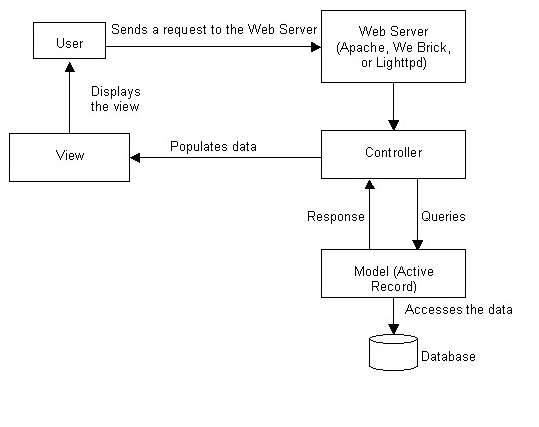 Sends a request to the Web Server
User
Web Server
(Apache, We Brick,
or Lighttpd)
Displays
the view
View
Populates data
Controller
Response
Queries
Model (Active
Record)
Accesses the data
Database